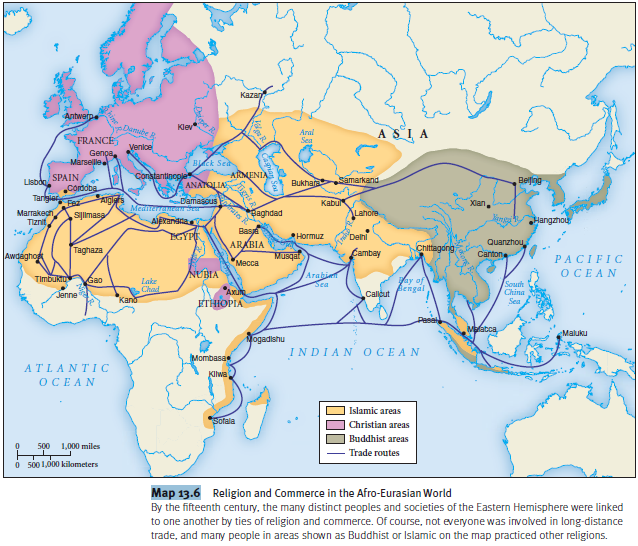 Kazan
Antwerp
Rhine
Danube R.
Kiev
Dnieper R.
Volga R.
Aral
Sea
A S I A
FRANCE
Genoa
Venice
Marseille
Black Sea
Caspian Sea
SPAIN
Constantinople
ANATOLIA
ARMENIA
Bukhara
Samarkand
Beijing
Lisbon
Córdoba
Tangier
Fez
Algiers
Mediterranean Sea
Damascus
Tigris R.
Kabul
Xian
Marrakech
Sijilmasa
Tiznit
Alexandria
Baghdad
Basra
Lahore
Hangzhou
EGYPT
ARABIA
Hormuz
Delhi
Quanzhou
Awdaghost
Taghaza
Mecca
Musqat
Cambay
Chittagong
Canton
PACIFIC
OCEAN
Timbuktu
Gao
Lake
Chad
NUBIA
Arabian
Sea
Bay of
Bengal
South
China
Sea
Jenne
Niger R.
Kano
Axum
ETHIOPIA
Calicut
Pasai
Malacca
Maluku
Mogadishu
INDIAN OCEAN
ATLANTIC
OCEAN
Mombasa
Kilwa
Sofala
Islamic areas
Christian areas
Buddhist areas
Trade routes
0 500 1,000 miles
0 500 1,000 kilometers
Map 13.6 Religion and Commerce in the Afro-Eurasian World
By the fifteenth century, the many distinct peoples and societies of the Eastern Hemisphere were linked
to one another by ties of religion and commerce. Of course, not everyone was involved in long-distance
trade, and many people in areas shown as Buddhist or Islamic on the map practiced other religions.